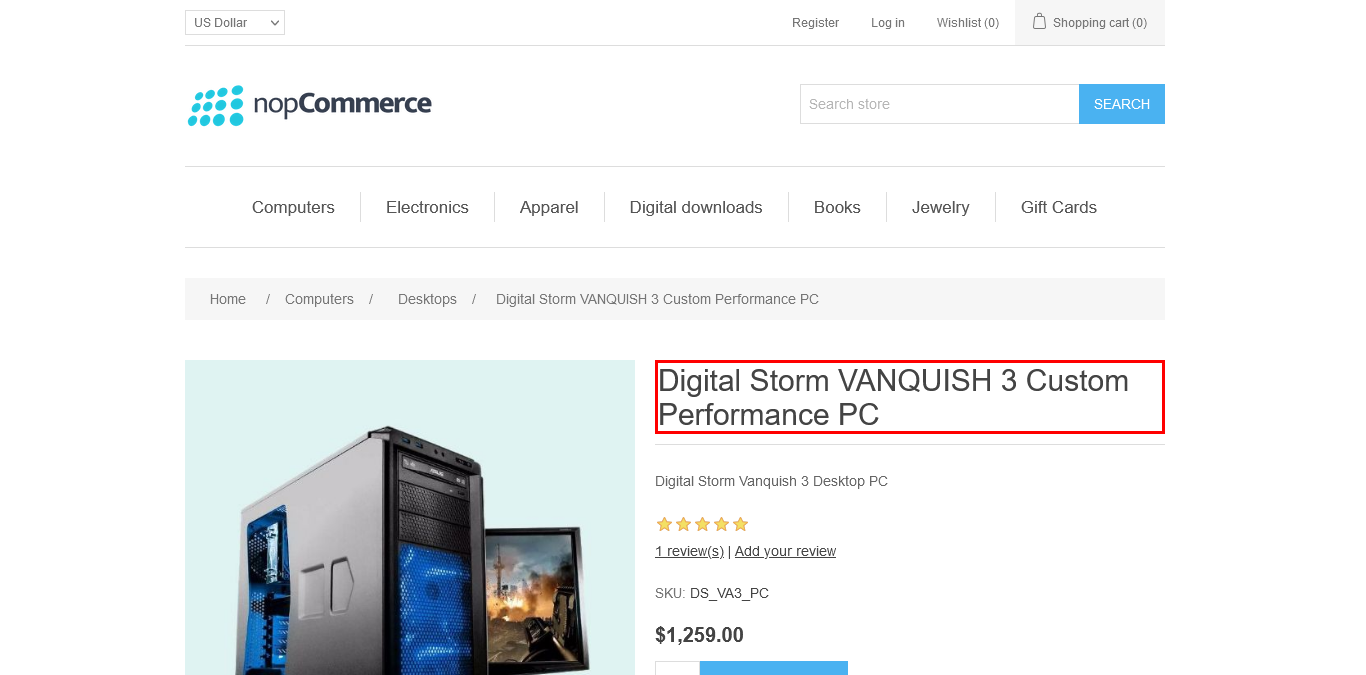 US Dollar
Register
Log in
Wishlist (0)
Shopping cart (0)
nopCommerce
Search store
SEARCH
Computers
Electronics
Apparel
Digital downloads
Books
Jewelry
Gift Cards
Home / Computers / Desktops / Digital Storm VANQUISH 3 Custom Performance PC
Digital Storm VANQUISH 3 Custom
Performance PC
Digital Storm Vanquish 3 Desktop PC
1 review(s) | Add your review
SKU: DS_VA3_PC
$1,259.00